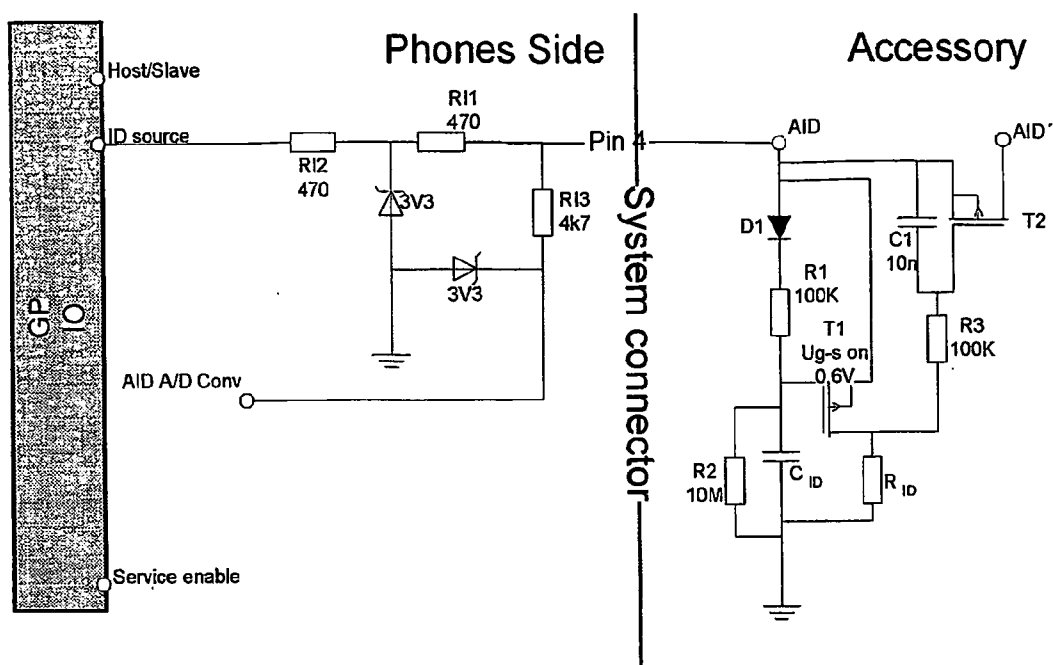 Phones Side
Accessory
Host/Slave
ID source
RI1
470
RI2
470
Pin 4
AID
AID'
3V3
RI3
4k7
3V3
System connector
D1
C1
10n
T2
R1
100K
T1
Ug-s on
0.6V
R3
100K
GP
IO
AID A/D Conv
R2
10M
C ID
R ID
Service enable